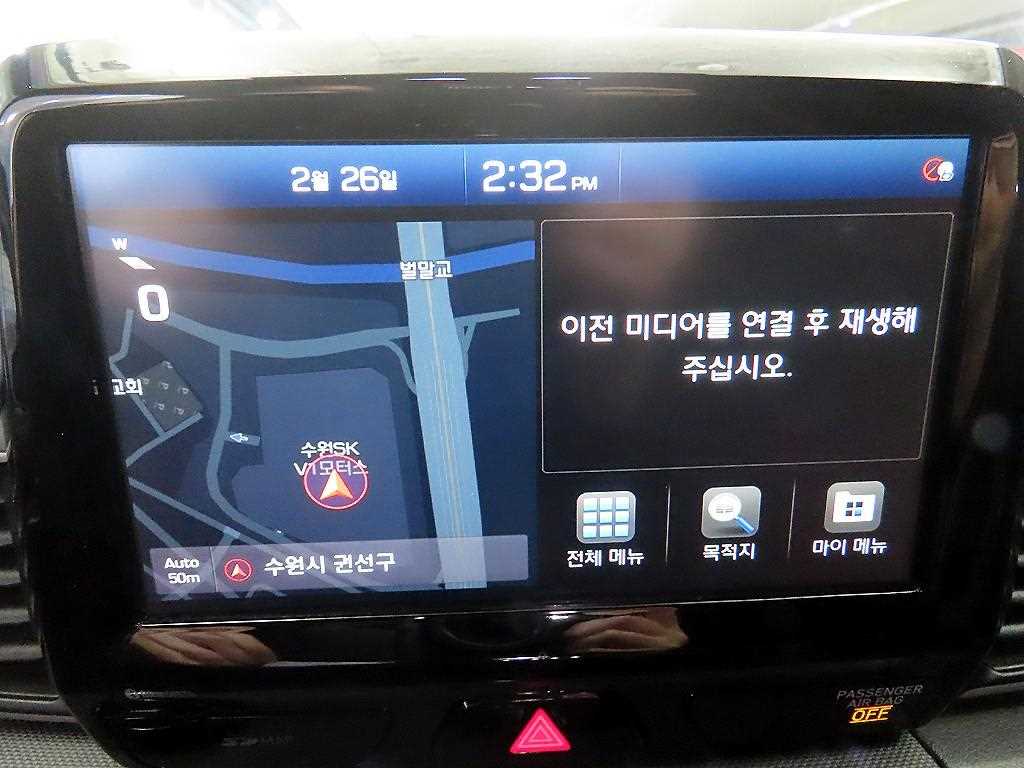 2월 26일
2:32 PM
W
0
벌말교
교회
P
P
P
P
수원SK
V1모터스
Auto
50m
수원시 권선구
이전 미디어를 연결 후 재생해
주십시오.
전체 메뉴
목적지
마이 메뉴
PASSENGER
AIR BAG
OFF